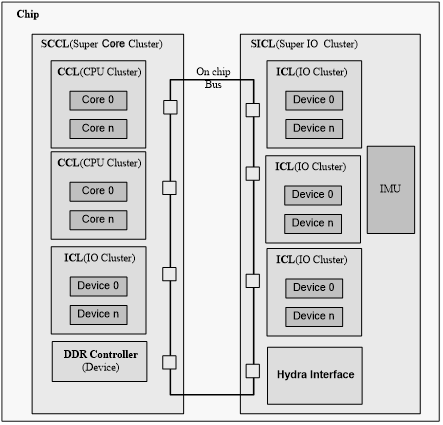 Chip
SCCL(Super Core Cluster)
CCL(CPU Cluster)
Core 0
Core n
CCL(CPU Cluster)
Core 0
Core n
ICL(IO Cluster)
Device 0
Device n
DDR Controller
(Device)
On chip
Bus
SICL(Super IO Cluster)
ICL(IO Cluster)
Device 0
Device n
ICL(IO Cluster)
Device 0
Device n
ICL(IO Cluster)
Device 0
Device n
Hydra Interface
IMU